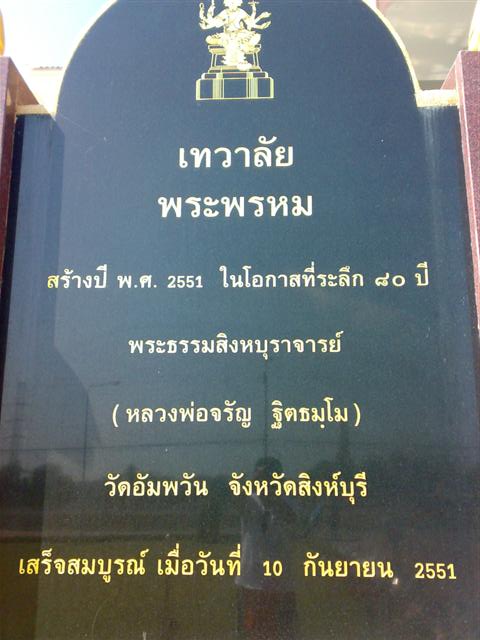 เทวาลัย
พระพรหม
สร้างปี พ.ศ. 2551 ในโอกาสที่ระลึก ๘๐ ปี
พระธรรมสิงหบุราจารย์
(หลวงพ่อจรัญ ฐิตธมฺโม)
วัดอัมพวัน จังหวัดสิงห์บุรี
เสร็จสมบูรณ์ เมื่อวันที่ 10 กันยายน 2551